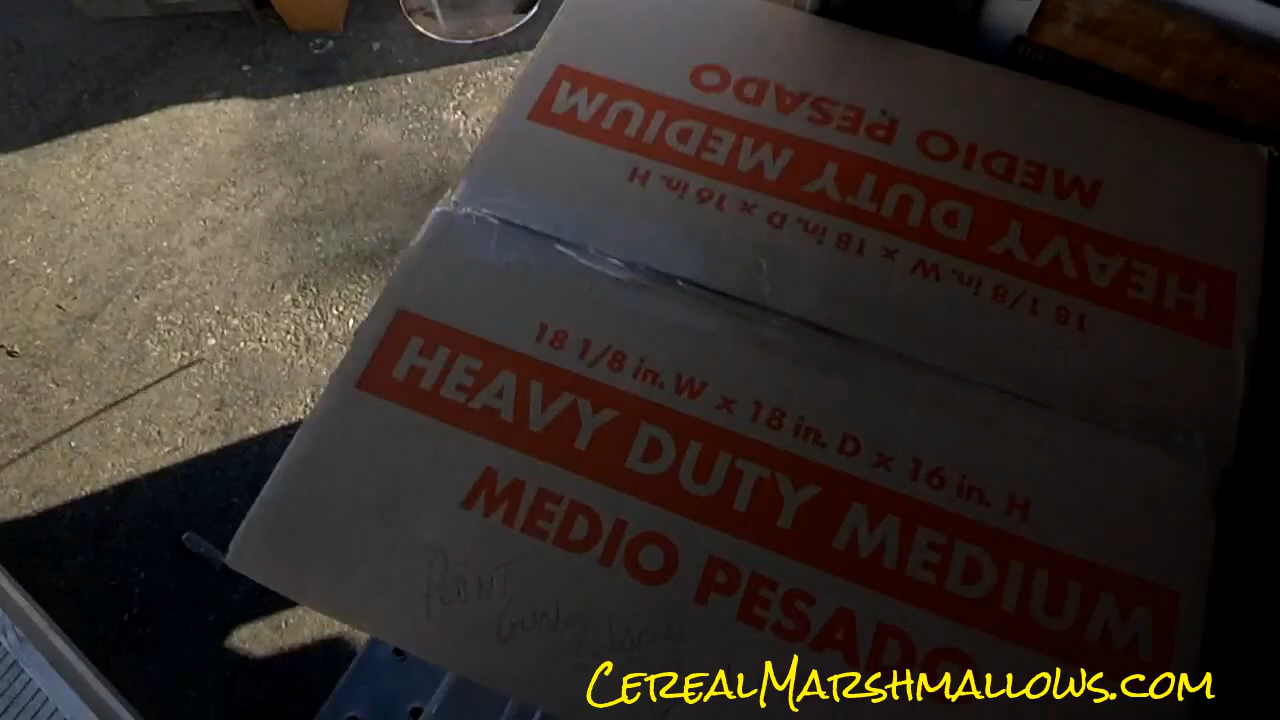 MEDIO PESADO
HEAVY DUTY MEDIUM
18 1/8 in. W x 18 in. D x 16 in. H
18 1/8 in. W x 18 in. D x 16 in. H
HEAVY DUTY MEDIUM
MEDIO PESADO
GUN
CerealMarshmallows.com